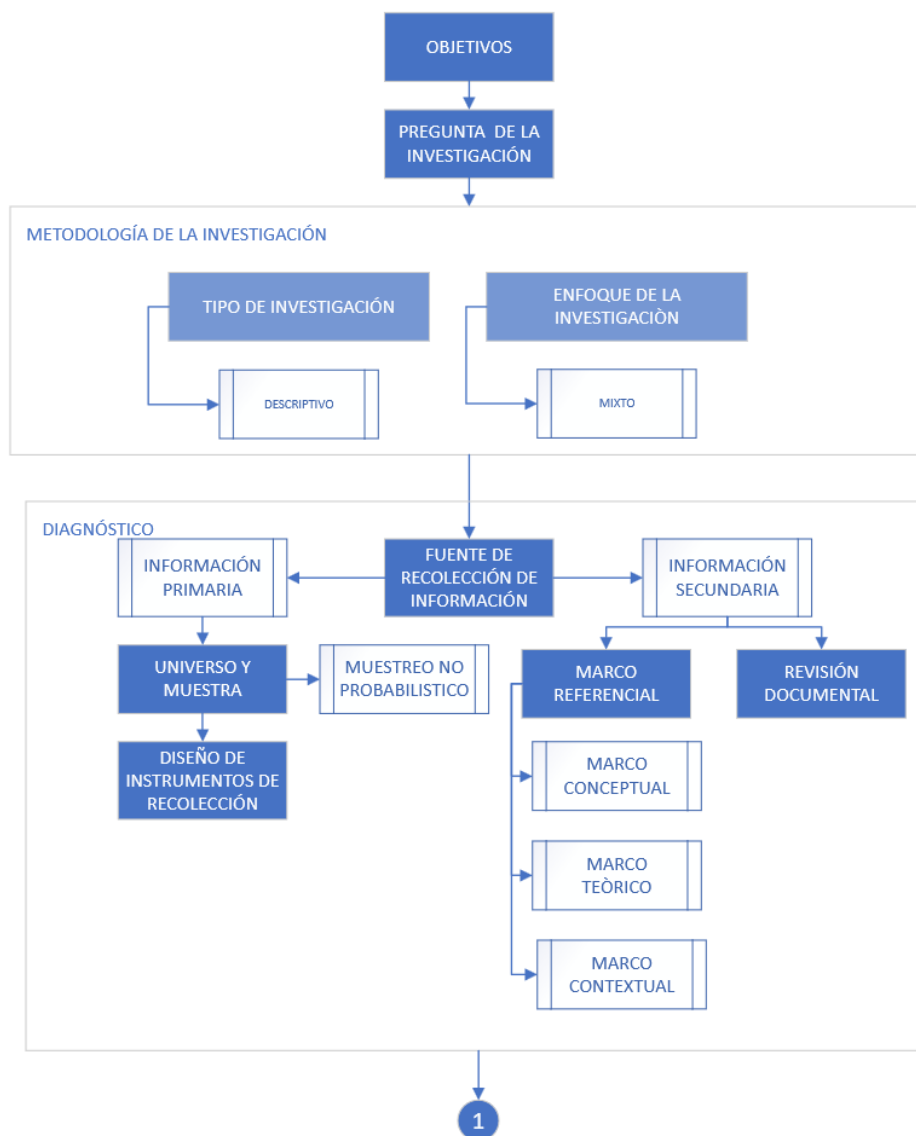 OBJETIVOS
PREGUNTA DE LA
INVESTIGACIÓN
METODOLOGÍA DE LA INVESTIGACIÓN
TIPO DE INVESTIGACIÓN
ENFOQUE DE LA
INVESTIGACIÒN
DESCRIPTIVO
MIXTO
DIAGNÓSTICO
INFORMACIÓN
PRIMARIA
FUENTE DE
RECOLECCIÓN DE
INFORMACIÓN
INFORMACIÓN
SECUNDARIA
UNIVERSO Y
MUESTRA
MUESTREO NO
PROBABILISTICO
MARCO
REFERENCIAL
REVISIÓN
DOCUMENTAL
DISEÑO DE
INSTRUMENTOS DE
RECOLECCIÓN
MARCO
CONCEPTUAL
MARCO
TEÒRICO
MARCO
CONTEXTUAL
1